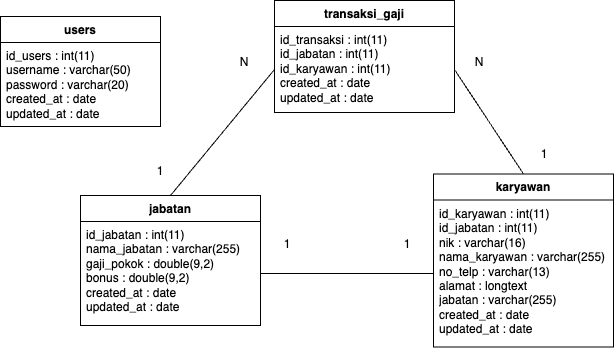 users
id_users : int(11)
username : varchar(50)
password : varchar(20)
created_at : date
updated_at : date
transaksi_gaji
id_transaksi : int(11)
id_jabatan : int(11)
id_karyawan : int(11)
created_at : date
updated_at : date
N
N
1
1
jabatan
id_jabatan : int(11)
nama_jabatan : varchar(255)
gaji_pokok : double(9,2)
bonus : double(9,2)
created_at : date
updated_at : date
1
1
karyawan
id_karyawan : int(11)
id_jabatan : int(11)
nik : varchar(16)
nama_karyawan : varchar(255)
no_telp : varchar(13)
alamat : longtext
jabatan : varchar(255)
created_at : date
updated_at : date